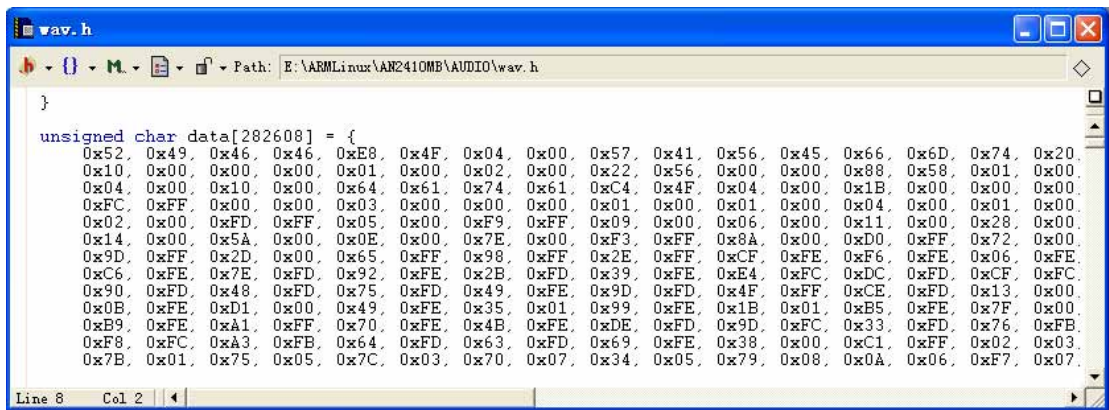 wav.h
Path: E:\ARMLinux\AN2410MB\AUDIO\wav.h
}
unsigned char data[282608] = {
0x52, 0x49, 0x46, 0x46, 0xE8, 0x4F, 0x04, 0x00, 0x57, 0x41, 0x56, 0x45, 0x66, 0x6D, 0x74, 0x20,
0x10, 0x00, 0x00, 0x00, 0x01, 0x00, 0x02, 0x00, 0x22, 0x56, 0x00, 0x00, 0x88, 0x58, 0x01, 0x00,
0x04, 0x00, 0x10, 0x00, 0x64, 0x61, 0x74, 0x61, 0xC4, 0x4F, 0x04, 0x00, 0x1B, 0x00, 0x00, 0x00,
0xFC, 0xFF, 0x00, 0x00, 0x03, 0x00, 0x00, 0x00, 0x01, 0x00, 0x01, 0x00, 0x04, 0x00, 0x01, 0x00,
0x02, 0x00, 0xFD, 0xFF, 0x05, 0x00, 0xF9, 0xFF, 0x09, 0x00, 0x06, 0x00, 0x11, 0x00, 0x28, 0x00,
0x14, 0x00, 0x5A, 0x00, 0x0E, 0x00, 0x7E, 0x00, 0xF3, 0xFF, 0x8A, 0x00, 0xD0, 0xFF, 0x72, 0x00,
0x9D, 0xFF, 0x2D, 0x00, 0x65, 0xFF, 0x98, 0xFF, 0x2E, 0xFF, 0xCF, 0xFE, 0xF6, 0xFE, 0x06, 0xFE,
0xC6, 0xFE, 0x7E, 0xFD, 0x92, 0xFE, 0x2B, 0xFD, 0x39, 0xFE, 0xE4, 0xFC, 0xDC, 0xFD, 0xCF, 0xFC,
0x90, 0xFD, 0x48, 0xFD, 0x75, 0xFD, 0x49, 0xFE, 0x9D, 0xFD, 0x4F, 0xFF, 0xCE, 0xFD, 0x13, 0x00,
0x0B, 0xFE, 0xD1, 0x00, 0x49, 0xFE, 0x35, 0x01, 0x99, 0xFE, 0x1B, 0x01, 0xB5, 0xFE, 0x7F, 0x00,
0xB9, 0xFE, 0xA1, 0xFF, 0x70, 0xFE, 0x4B, 0xFE, 0xDE, 0xFD, 0x9D, 0xFC, 0x33, 0xFD, 0x76, 0xFB,
0xF8, 0xFC, 0xA3, 0xFB, 0x64, 0xFD, 0x63, 0xFD, 0x69, 0xFE, 0x38, 0x00, 0xC1, 0xFF, 0x02, 0x03,
0x7B, 0x01, 0x75, 0x05, 0x7C, 0x03, 0x70, 0x07, 0x34, 0x05, 0x79, 0x08, 0x0A, 0x06, 0xF7, 0x07,
Line 8 Col 2